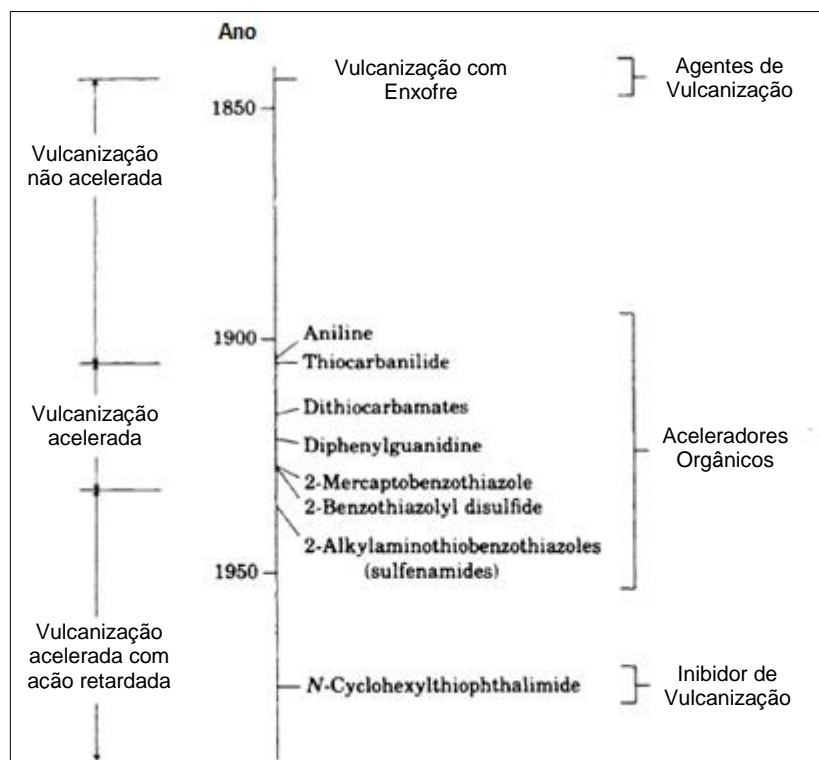 Ano
Vulcanização com
Enxofre
Agentes de
Vulcanização
1850
Vulcanização
não acelerada
1900
Aniline
Thiocarbanilide
Vulcanização
acelerada
Dithiocarbamates
Diphenylguanidine
2-Mercaptobenzothiazole
2-Benzothiazolyl disulfide
2-Alkylaminothiobenzothiazoles
(sulfenamides)
Aceleradores
Orgânicos
1950
Vulcanização
acelerada com
ação retardada
N-Cyclohexylthiophthalimide
Inibidor de
Vulcanização